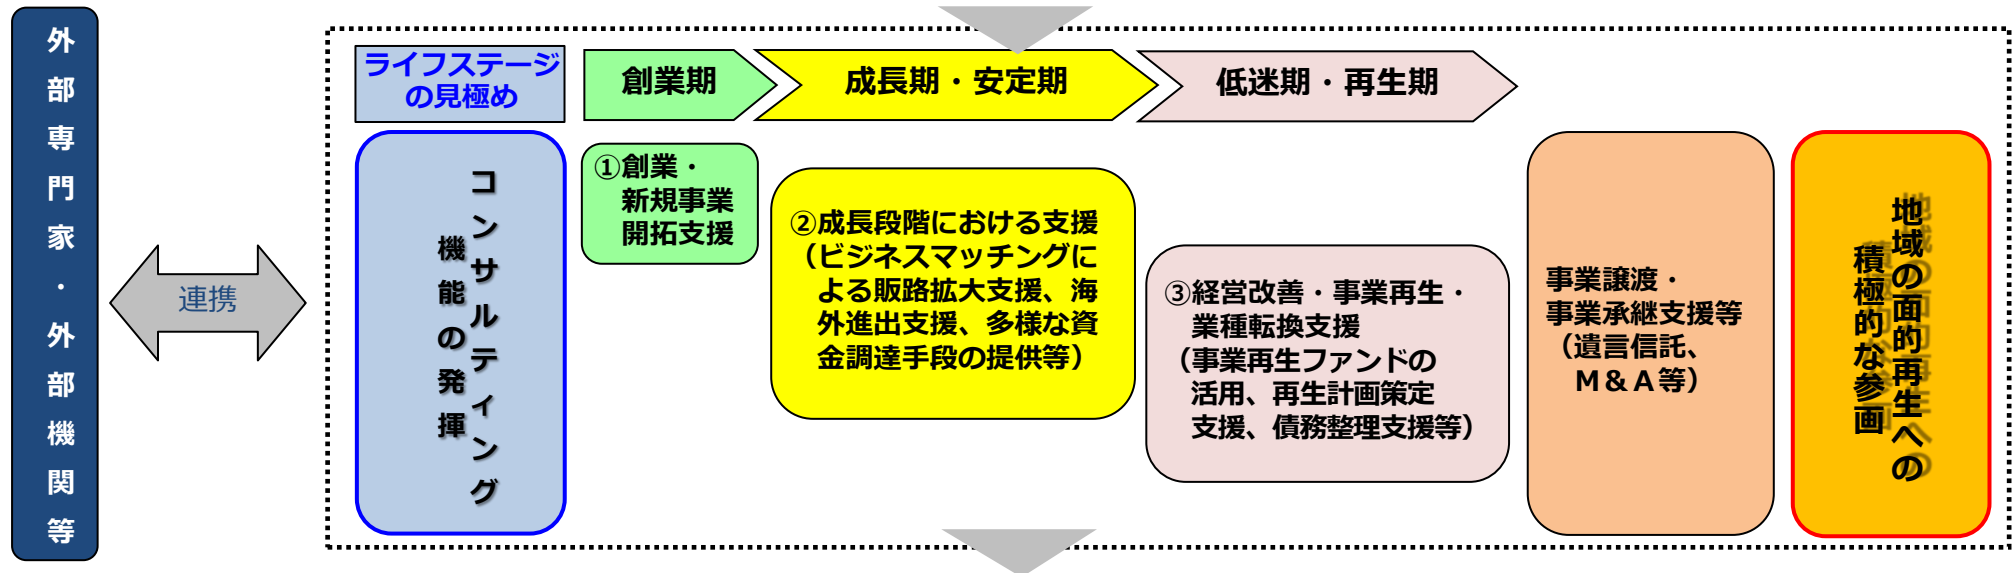 外部専門家・外部機関等
連携
ライフステージ
の見極め
コンサルティング
機能の発揮
創業期
成長期・安定期
低迷期・再生期
①創業・
新規事業
開拓支援
②成長段階における支援
（ビジネスマッチングに
よる販路拡大支援、海
外進出支援、多様な資
金調達手段の提供等）
③経営改善・事業再生・
業種転換支援
（事業再生ファンドの
活用、再生計画策定
支援、債務整理支援等）
事業譲渡・
事業承継支援等
（遺言信託、
Ｍ＆Ａ等）
地域の面的再生への
積極的な参画